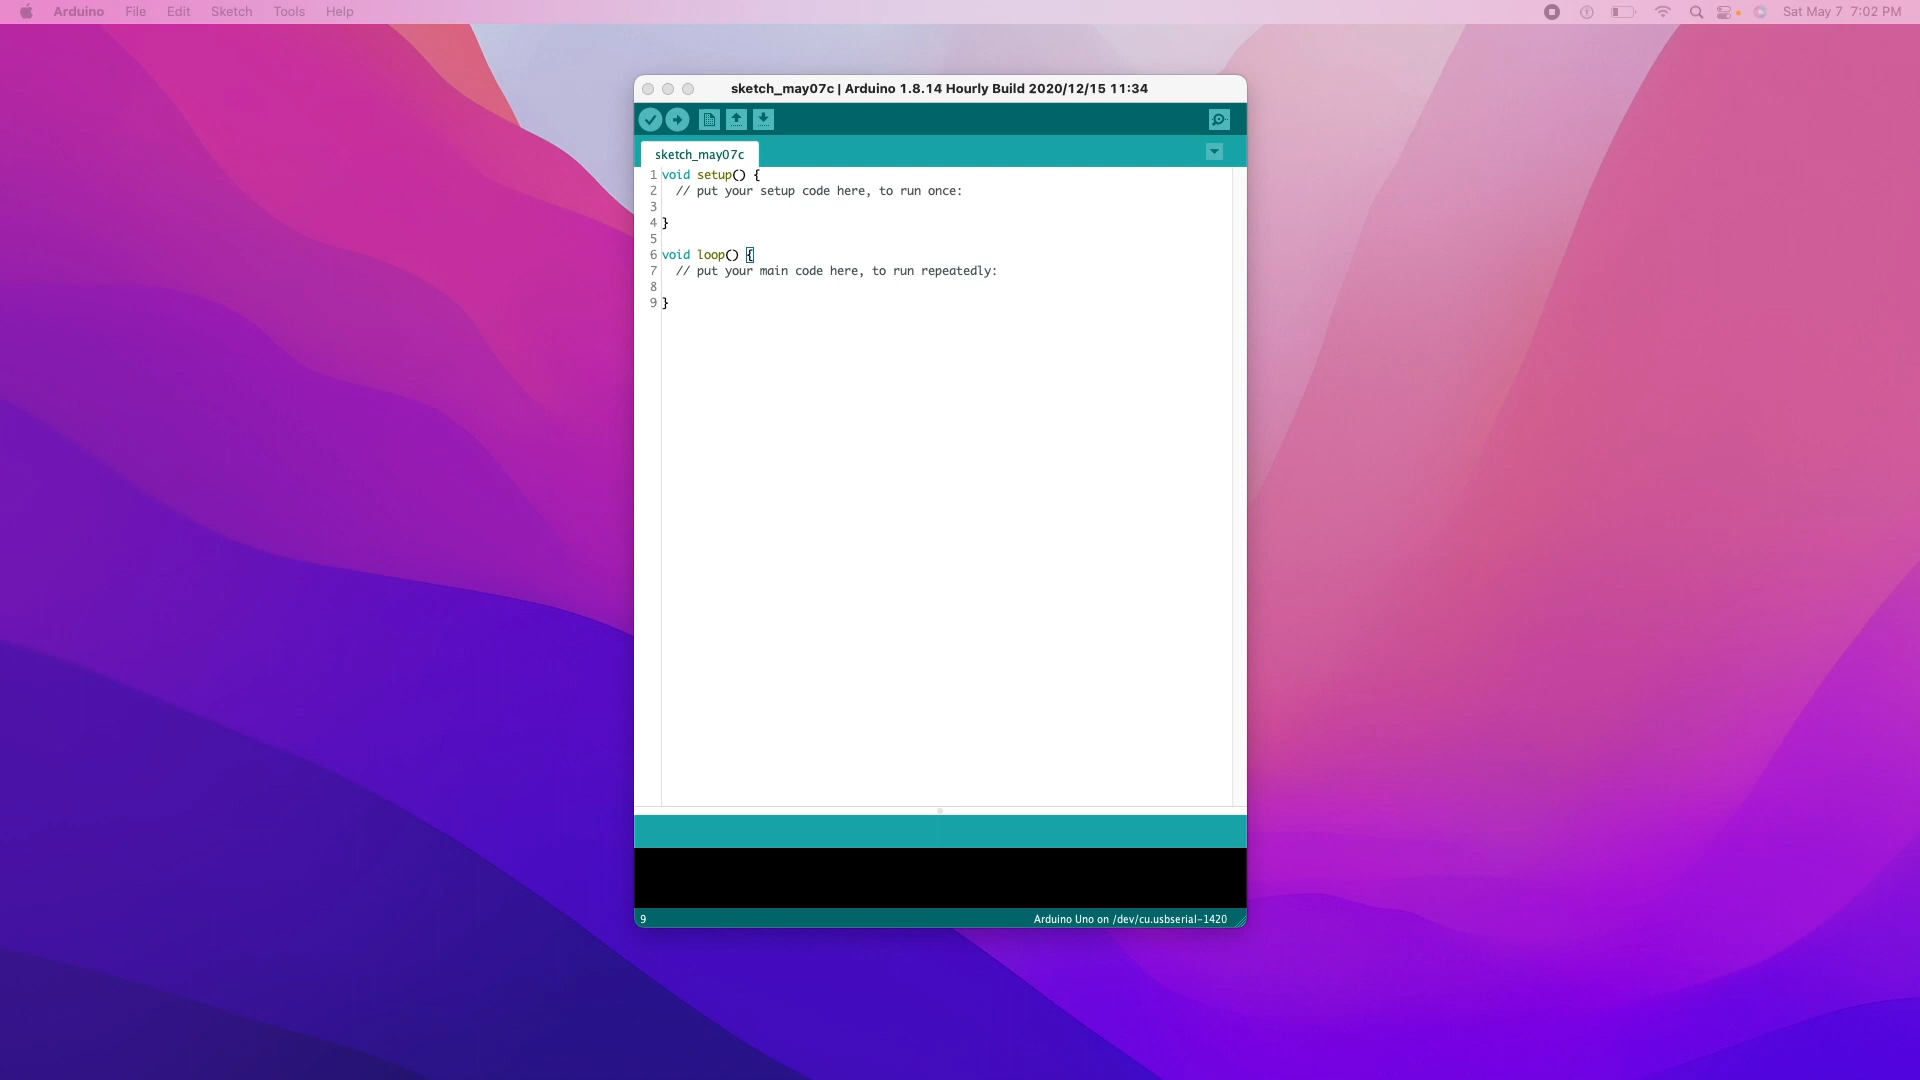 Arduino File Edit Sketch Tools Help Sat May 7 7:02 PM
sketch_may07c | Arduino 1.8.14 Hourly Build 2020/12/15 11:34
sketch_may07c
1 void setup() {
2 // put your setup code here, to run once:
3
4 }
5
6 void loop() {
7 // put your main code here, to run repeatedly:
8
9 }
9 Arduino Uno on /dev/cu.usbserial-1420